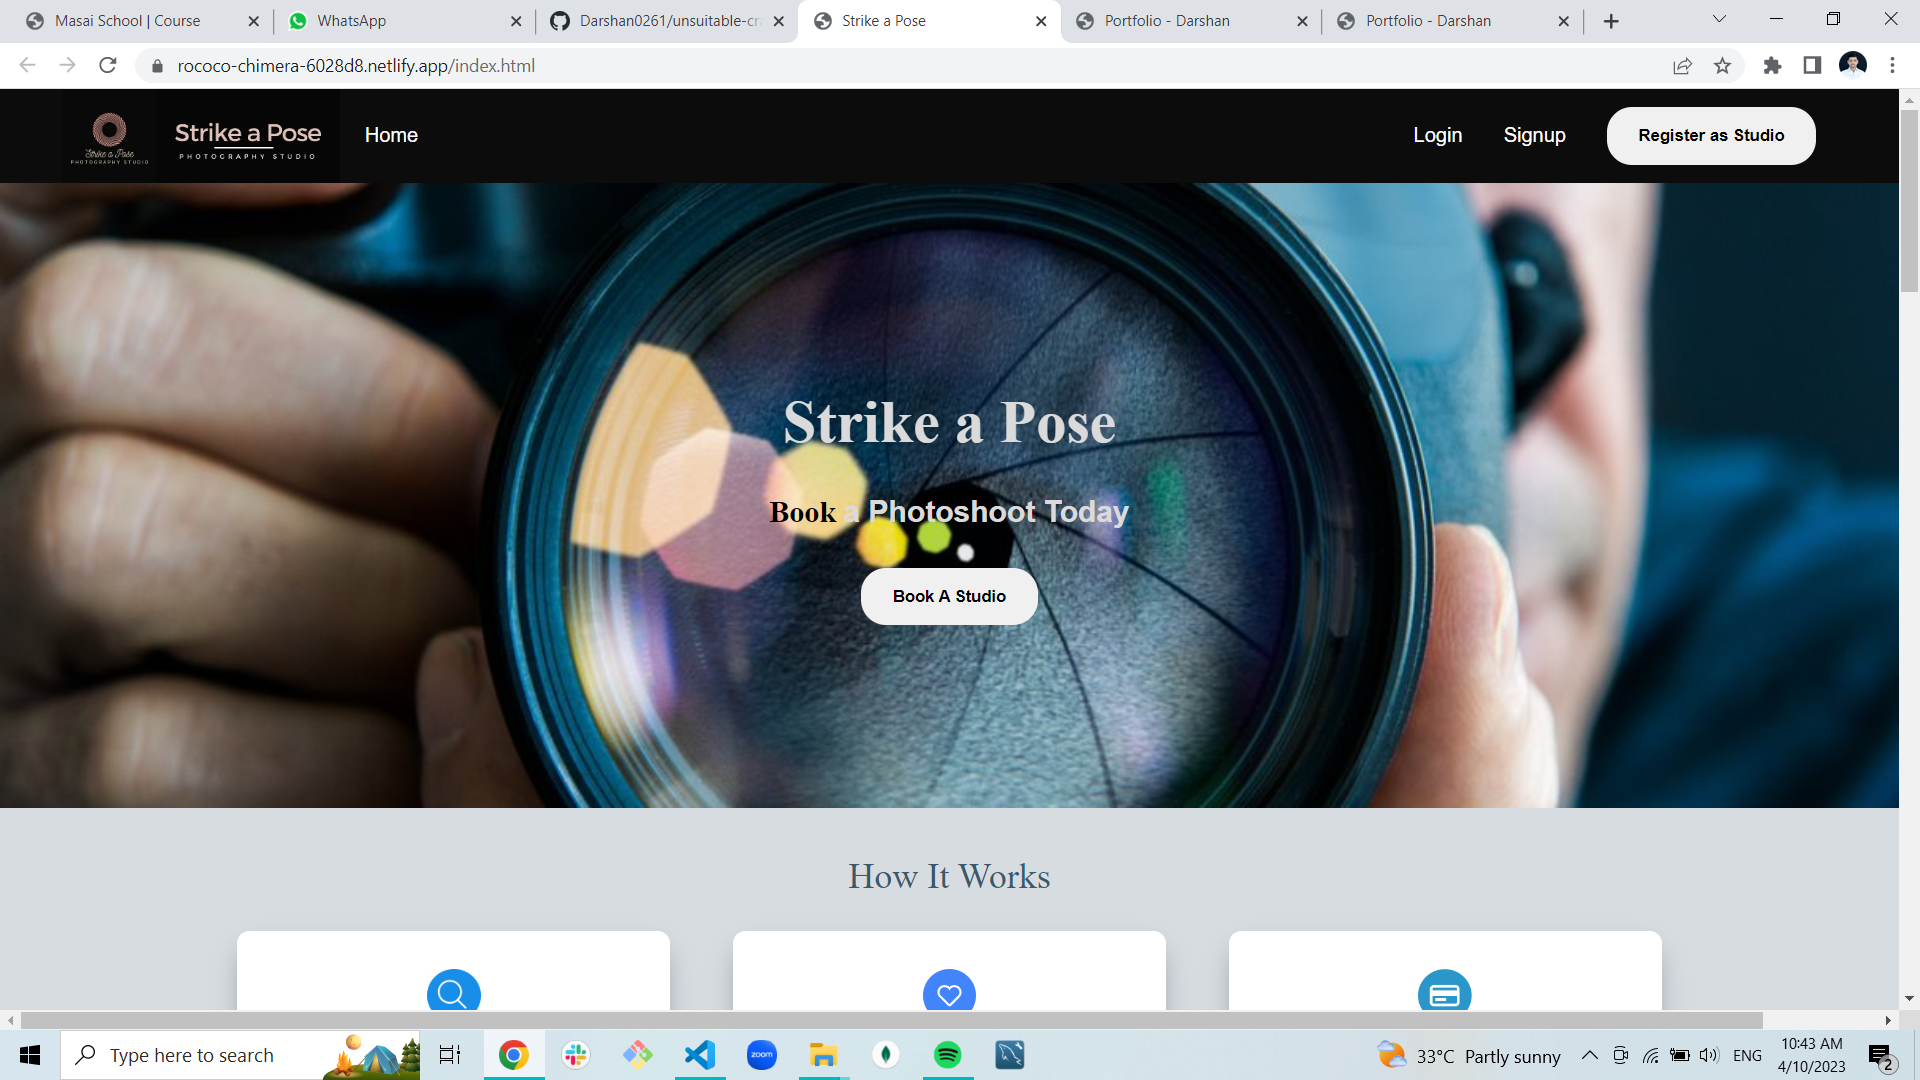 Masai School | Course
WhatsApp
Darshan0261/unsuitable-cr
Strike a Pose
Portfolio - Darshan
Portfolio - Darshan
rococo-chimera-6028d8.netlify.app/index.html
Strike a Pose
PHOTOGRAPHY STUDIO
Strike a Pose
PHOTOGRAPHY STUDIO
Home
Login
Signup
Register as Studio
Strike a Pose
Book a Photoshoot Today
Book A Studio
How It Works
Type here to search
zoom
33°C Partly sunny
ENG
10:43 AM
4/10/2023
2